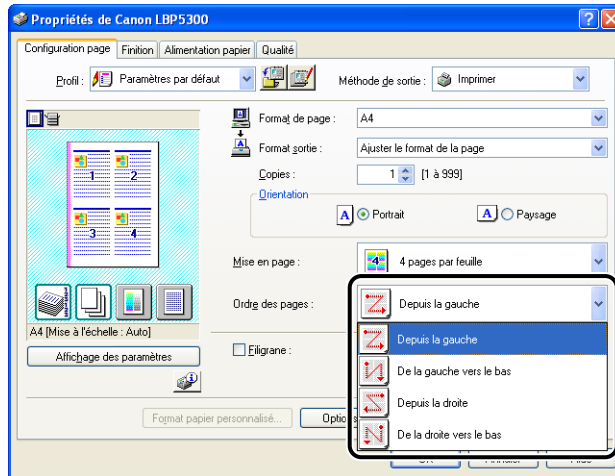 Propriétés de Canon LBP5300
Configuration page Finition Alimentation papier Qualité
Profil : Paramètres par défaut Méthode de sortie : Imprimer
Format de page : A4
Format sortie : Ajuster le format de la page
Copies : 1 [1 à 999]
Orientation
A Portrait A Paysage
1 2
3 4
Mise en page : 4 4 pages par feuille
Ordre des pages : Depuis la gauche
A4 [Mise à l'échelle : Auto]
Depuis la gauche
Affichage des paramètres
Filigrane :
De la gauche vers le bas
Depuis la droite
Format papier personnalisé...
De la droite vers le bas